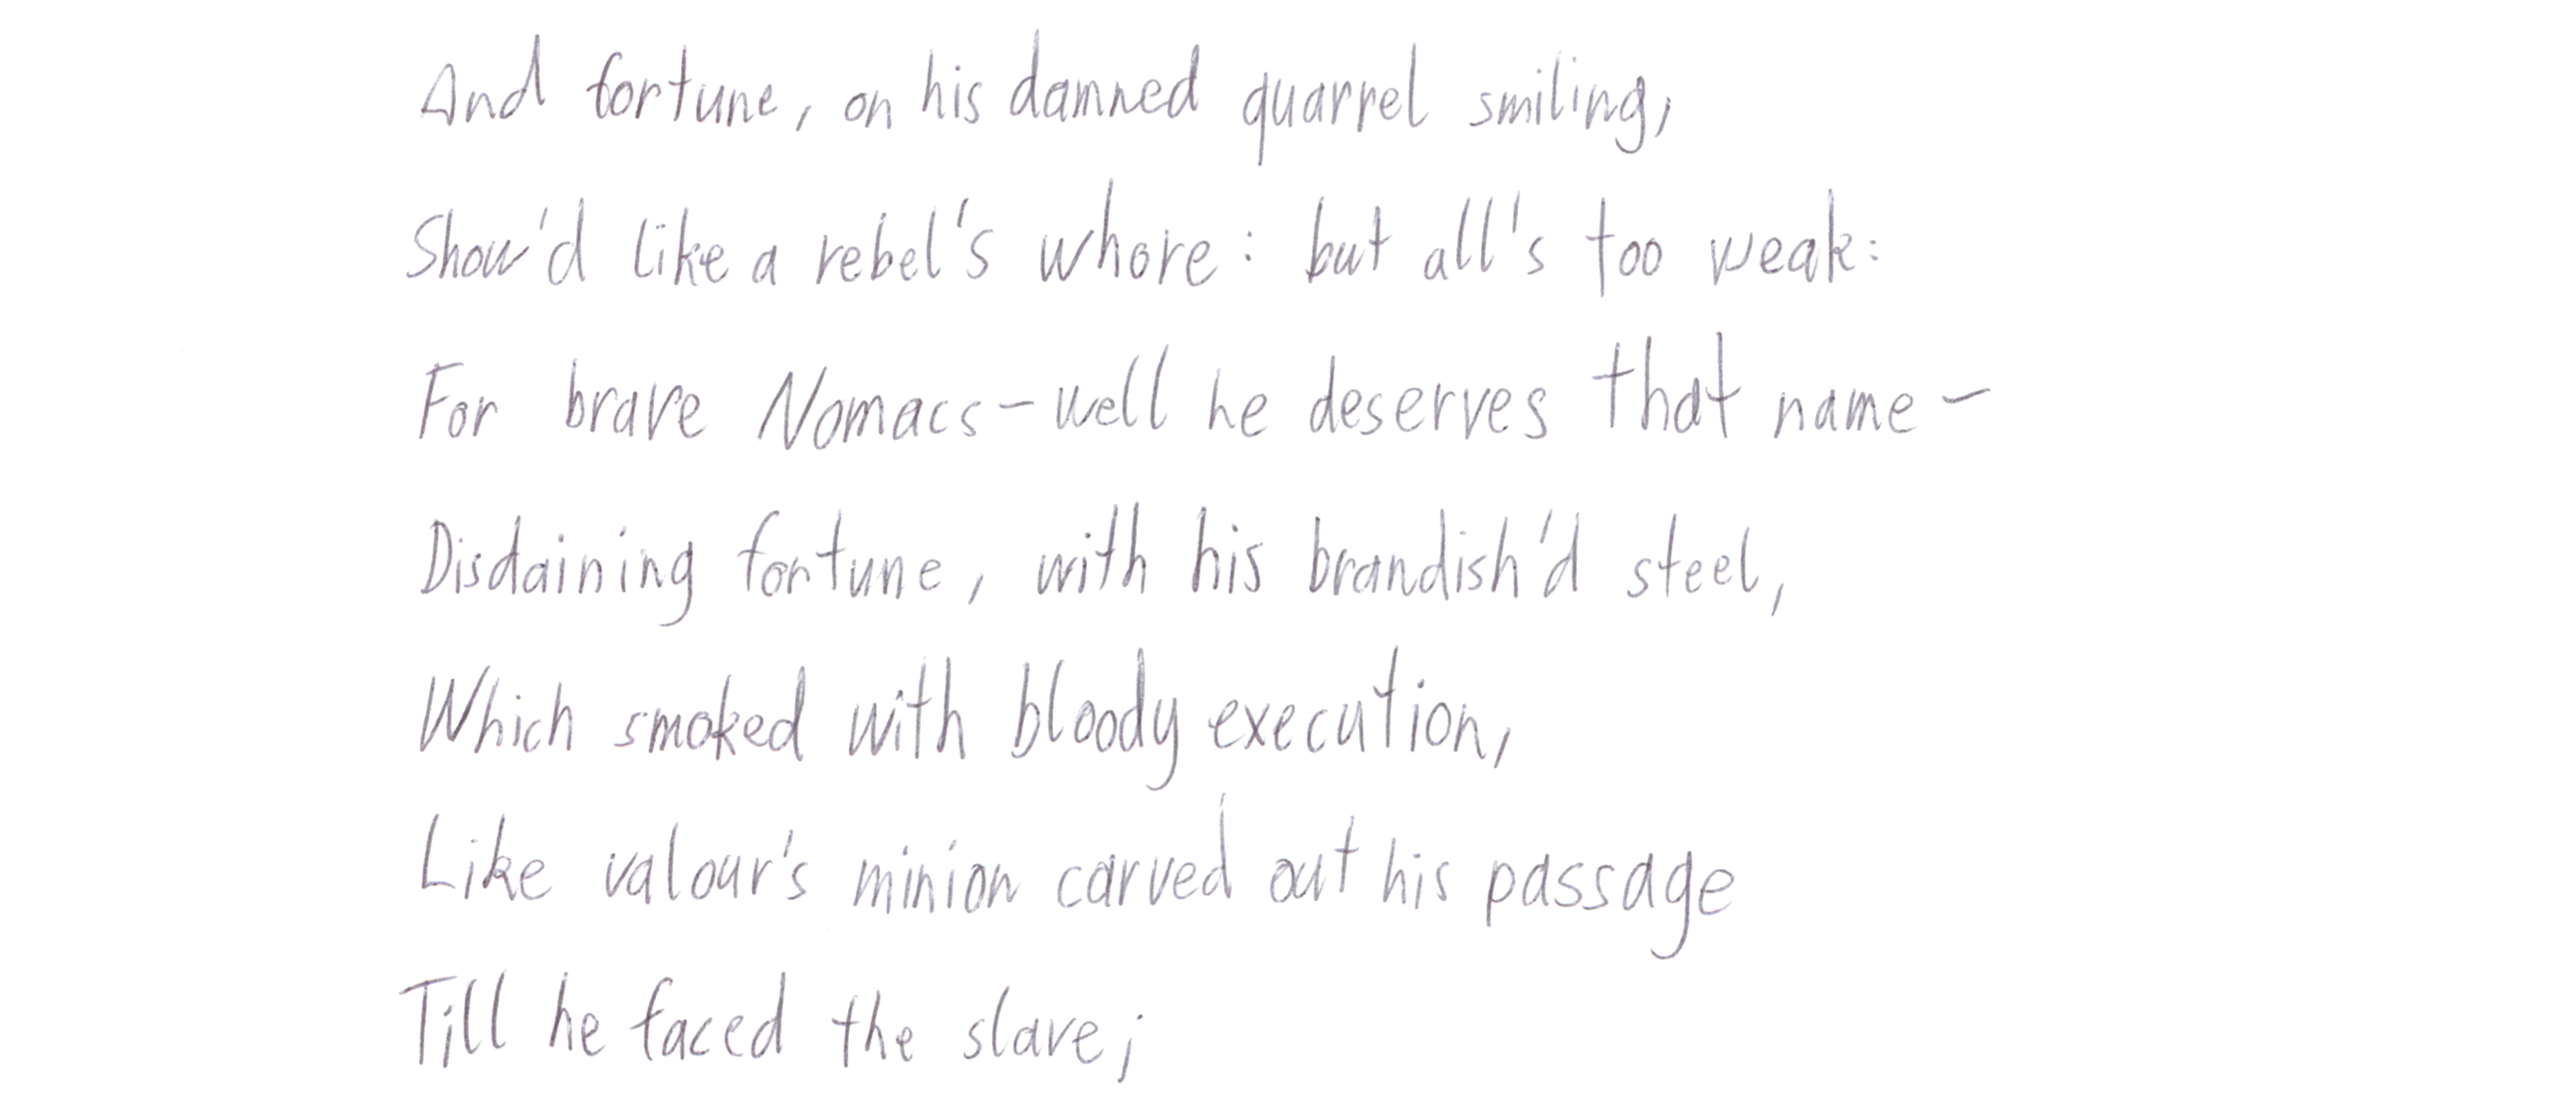 And fortune, on his damned quarrel smiling,
Show'd like a rebel's whore: but all's too weak:
For brave Nomacs-well he deserves that name-
Disdaining fortune, with his brandish'd steel,
Which smoked with bloody execution,
Like valour's minion carved out his passage
Till he faced the slave;